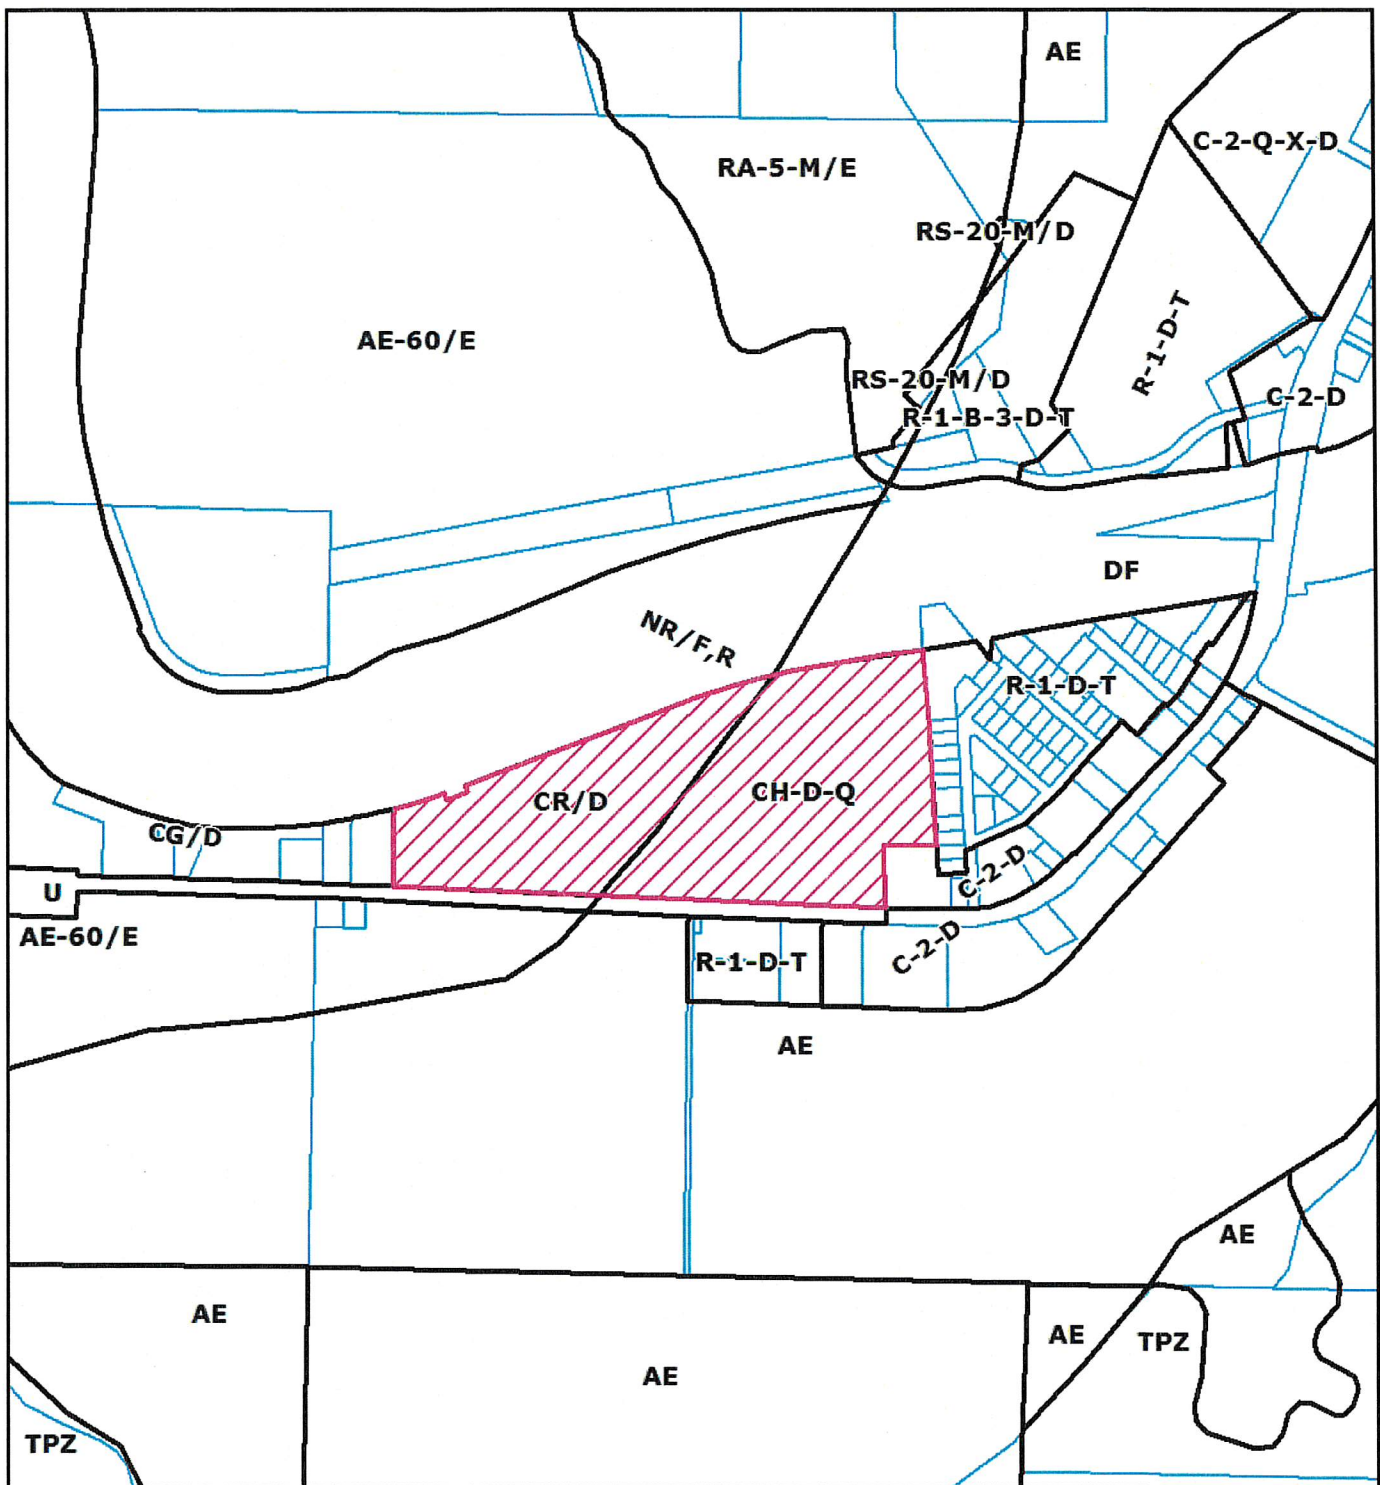 AE
C-2-Q-X-D
RA-5-M/E
RS-20-M/D
R-1-D-T
AE-60/E
RS-20-M/D
C-2-D
R-1-B-3-D-T
DF
NR/F,R
R-1-D-T
CH-D-Q
CR/D
CG/D
C-2-D
U
AE-60/E
C-2-D
R-1-D-T
AE
AE
AE
AE
TPZ
AE
TPZ